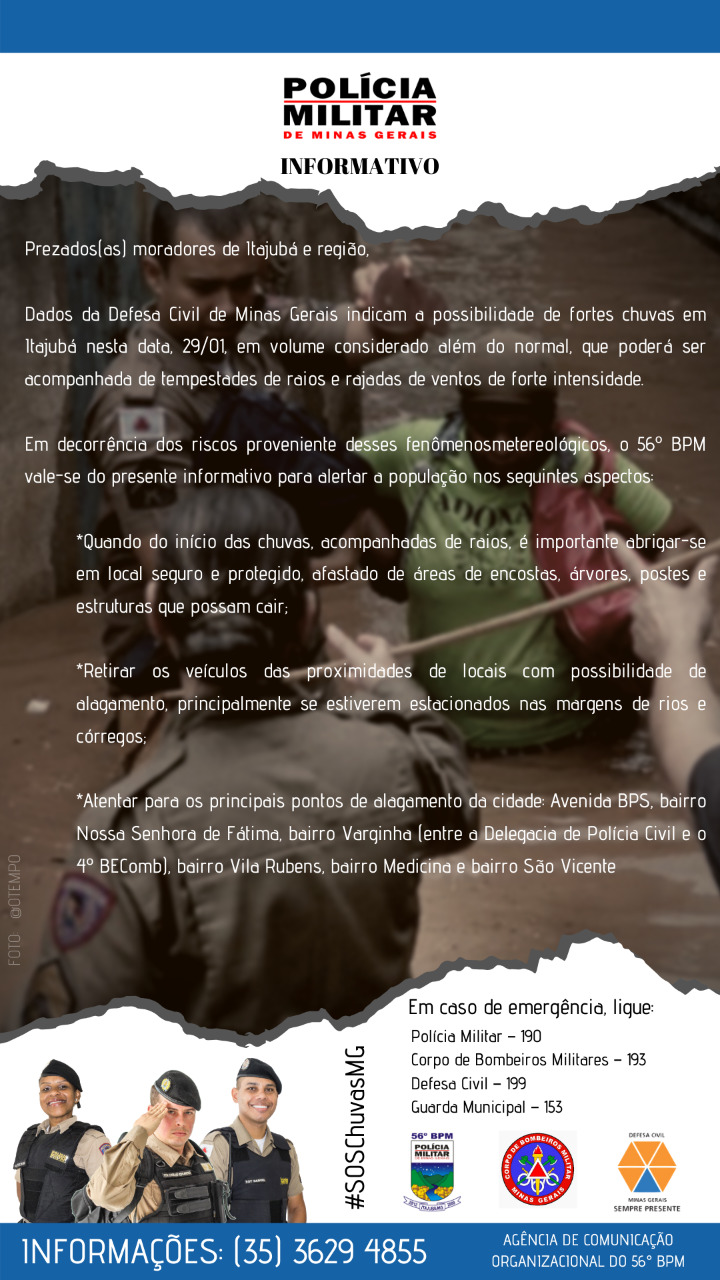 POLÍCIA
MILITAR
DE MINAS GERAIS
INFORMATIVO
Prezados(as) moradores de Itajubá e região,
Dados da Defesa Civil de Minas Gerais indicam a possibilidade de fortes chuvas em
Itajubá nesta data, 29/01, em volume considerado além do normal, que poderá ser
acompanhada de tempestades de raios e rajadas de ventos de forte intensidade.
Em decorrência dos riscos proveniente desses fenômenosmetereológicos, o 56º BPM
vale-se do presente informativo para alertar a população nos seguintes aspectos:
*Quando do início das chuvas, acompanhadas de raios, é importante abrigar-se
em local seguro e protegido, afastado de áreas de encostas, árvores, postes e
estruturas que possam cair;
*Retirar os veículos das proximidades de locais com possibilidade de
alagamento, principalmente se estiverem estacionados nas margens de rios e
córregos;
*Atentar para os principais pontos de alagamento da cidade: Avenida BPS, bairro
Nossa Senhora de Fátima, bairro Varginha (entre a Delegacia de Polícia Civil e o
4º BEComb), bairro Vila Rubens, bairro Medicina e bairro São Vicente
FOTO: @OTEMPO
#SOSChuvasMG
Em caso de emergência, ligue:
Polícia Militar – 190
Corpo de Bombeiros Militares – 193
Defesa Civil – 199
Guarda Municipal – 153
56º BPM
POLÍCIA
MILITAR
DE MINAS GERAIS
CORPO DE BOMBEIROS MILITAR
MINAS GERAIS
DEFESA CIVIL
MINAS GERAIS
SEMPRE PRESENTE
INFORMAÇÕES: (35) 3629 4855
AGÊNCIA DE COMUNICAÇÃO
ORGANIZACIONAL DO 56º BPM